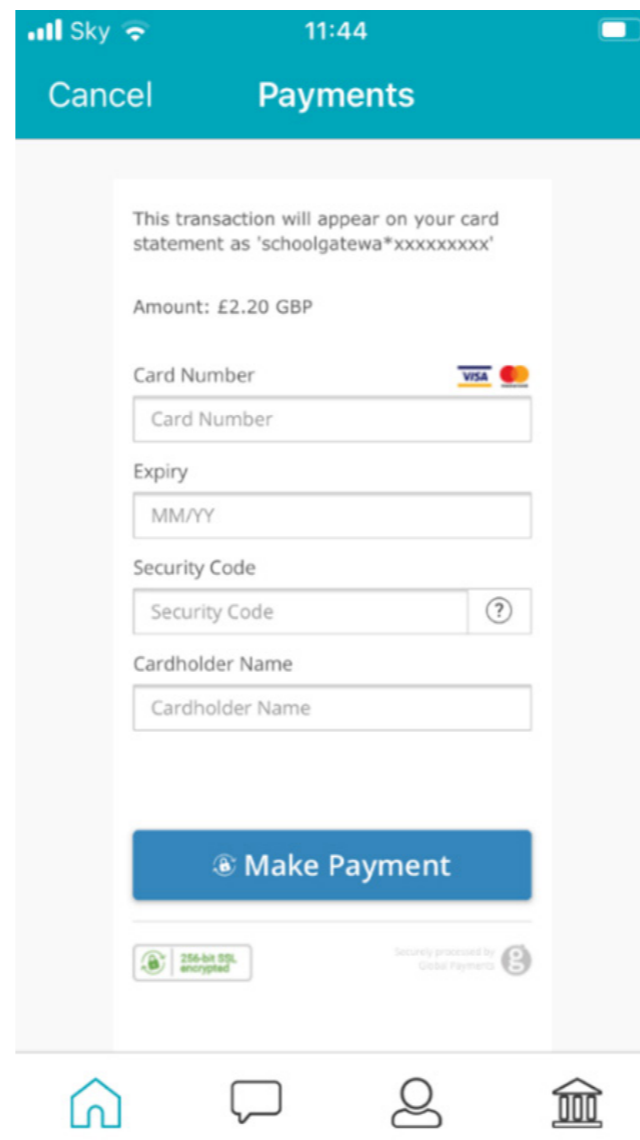 Sky 11:44
Cancel Payments
This transaction will appear on your card
statement as 'schoolgatewa*xxxxxxxxx'
Amount: £2.20 GBP
Card Number VISA
Card Number
Expiry
MM/YY
Security Code
Security Code ?
Cardholder Name
Cardholder Name
Make Payment
256-bit SSL
encrypted
Securely processed by
Global Payments
g